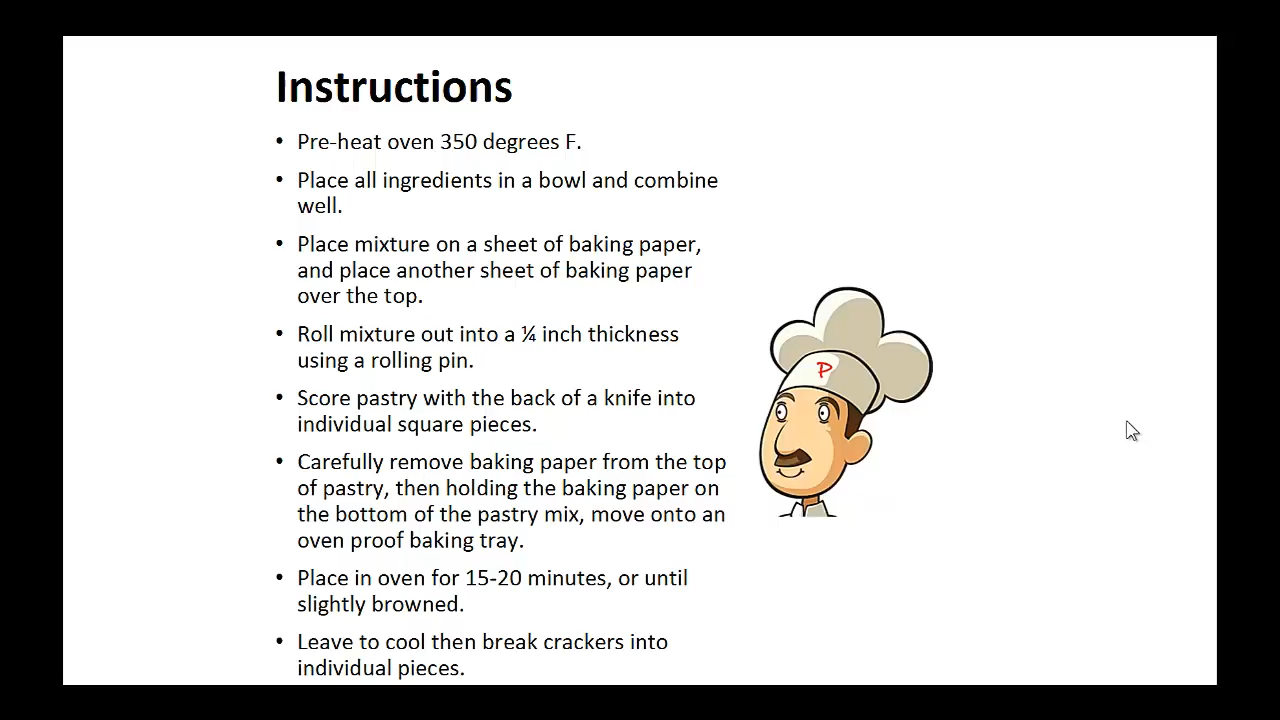 Instructions
• Pre-heat oven 350 degrees F.
• Place all ingredients in a bowl and combine
well.
• Place mixture on a sheet of baking paper,
and place another sheet of baking paper
over the top.
• Roll mixture out into a ¼ inch thickness
using a rolling pin.
• Score pastry with the back of a knife into
individual square pieces.
• Carefully remove baking paper from the top
of pastry, then holding the baking paper on
the bottom of the pastry mix, move onto an
oven proof baking tray.
• Place in oven for 15-20 minutes, or until
slightly browned.
• Leave to cool then break crackers into
individual pieces.
P